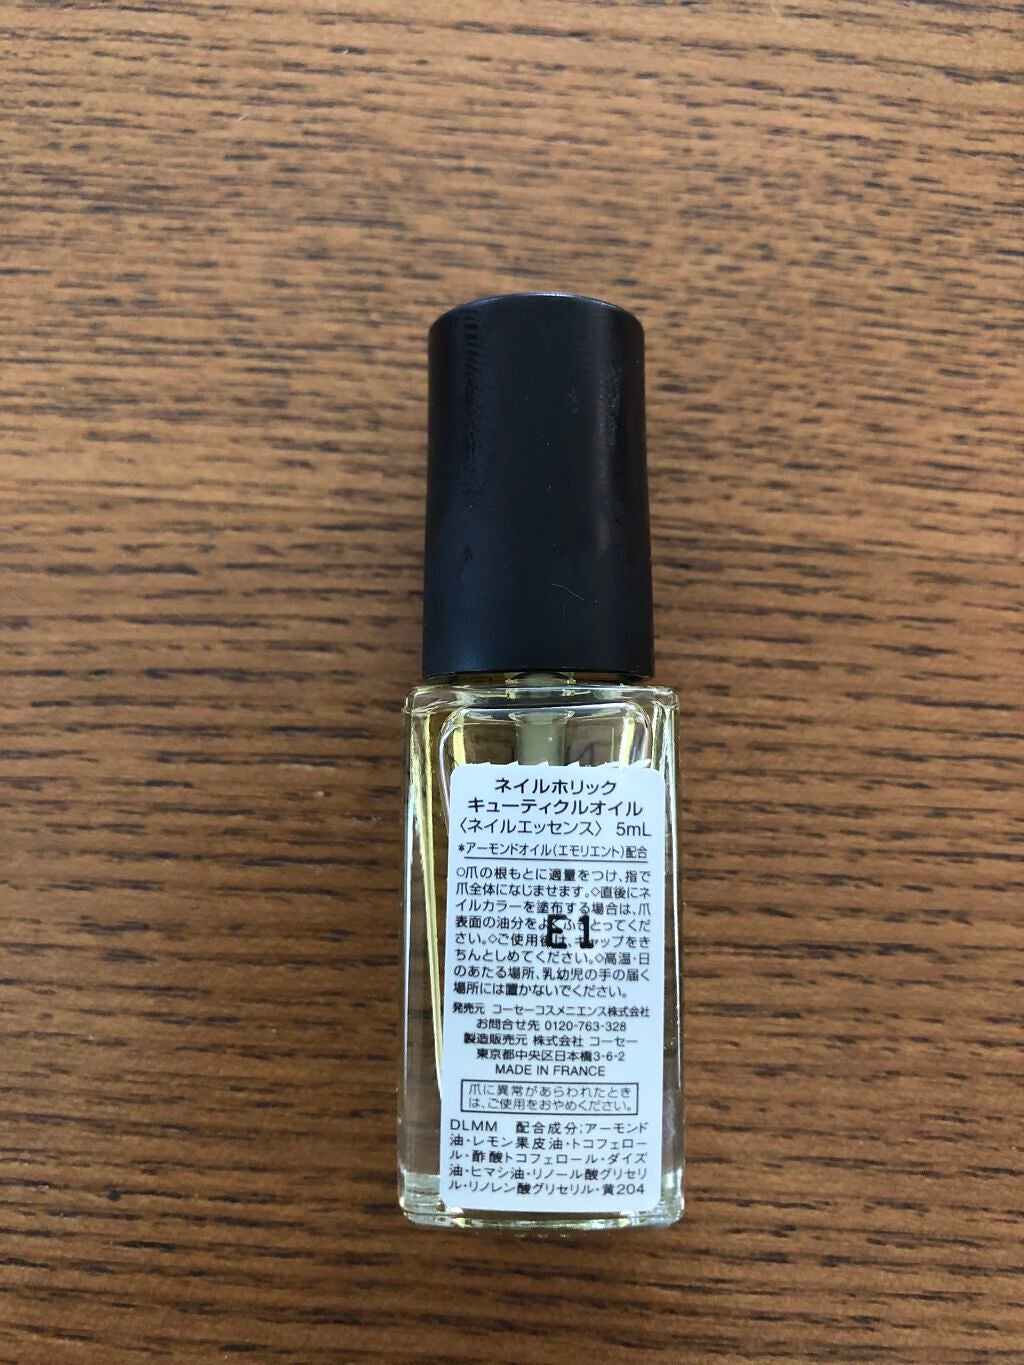 ネイルホリック
キューティクルオイル
〈ネイルエッセンス〉 5mL
*アーモンドオイル(エモリエント)配合
○爪の根もとに適量をつけ、指で
爪全体になじませます。◇直後にネ
イルカラーを塗布する場合は、爪
表面の油分をよくふきとってくだ
さい。◇ご使用後は、キャップをき
ちんとしめてください。◇高温・日
のあたる場所、乳幼児の手の届く
場所には置かないでください。
E1
発売元 コーセーコスメニエンス株式会社
お問合せ先 0120-763-328
製造販売元 株式会社 コーセー
東京都中央区日本橋3-6-2
MADE IN FRANCE
爪に異常があらわれたとき
は、ご使用をおやめください。
DLMM 配合成分;アーモンド
油・レモン果皮油・トコフェロー
ル・酢酸トコフェロール・ダイズ
油・ヒマシ油・リノール酸グリセリ
ル・リノレン酸グリセリル・黄204